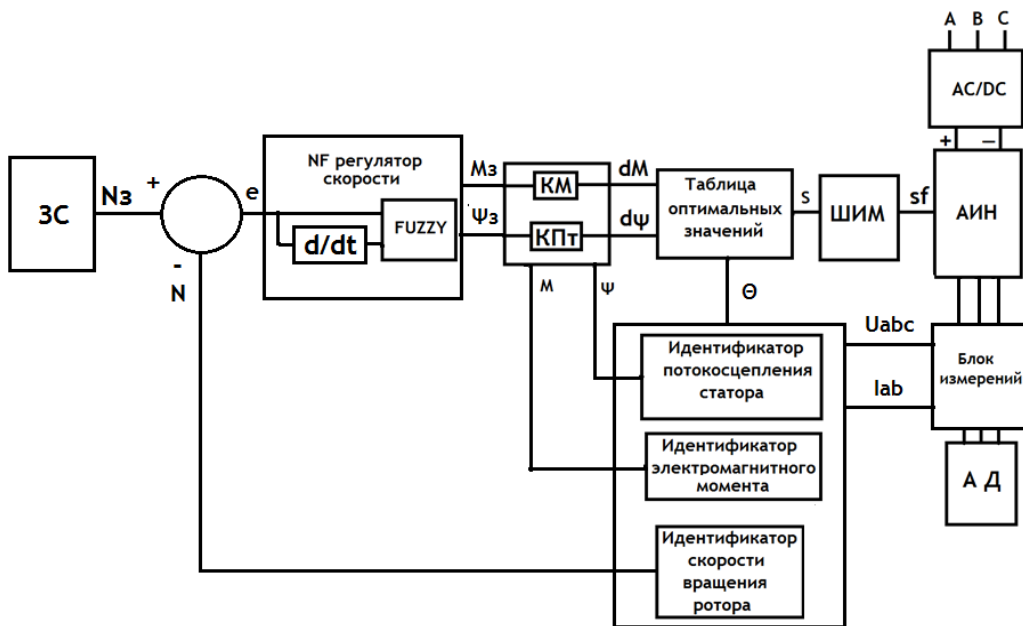 A B C
AC/DC
+ −
NF регулятор
скорости
FUZZY
d/dt
ЗС
Nз
+
e
-
N
Mз
Ψз
КМ
КПт
dM
dψ
M
Ψ
Таблица
оптимальных
значений
s
ШИМ
sf
АИН
Θ
Uabc
Iab
Блок
измерений
А Д
Идентификатор
потокосцепления
статора
Идентификатор
электромагнитного
момента
Идентификатор
скорости
вращения
ротора